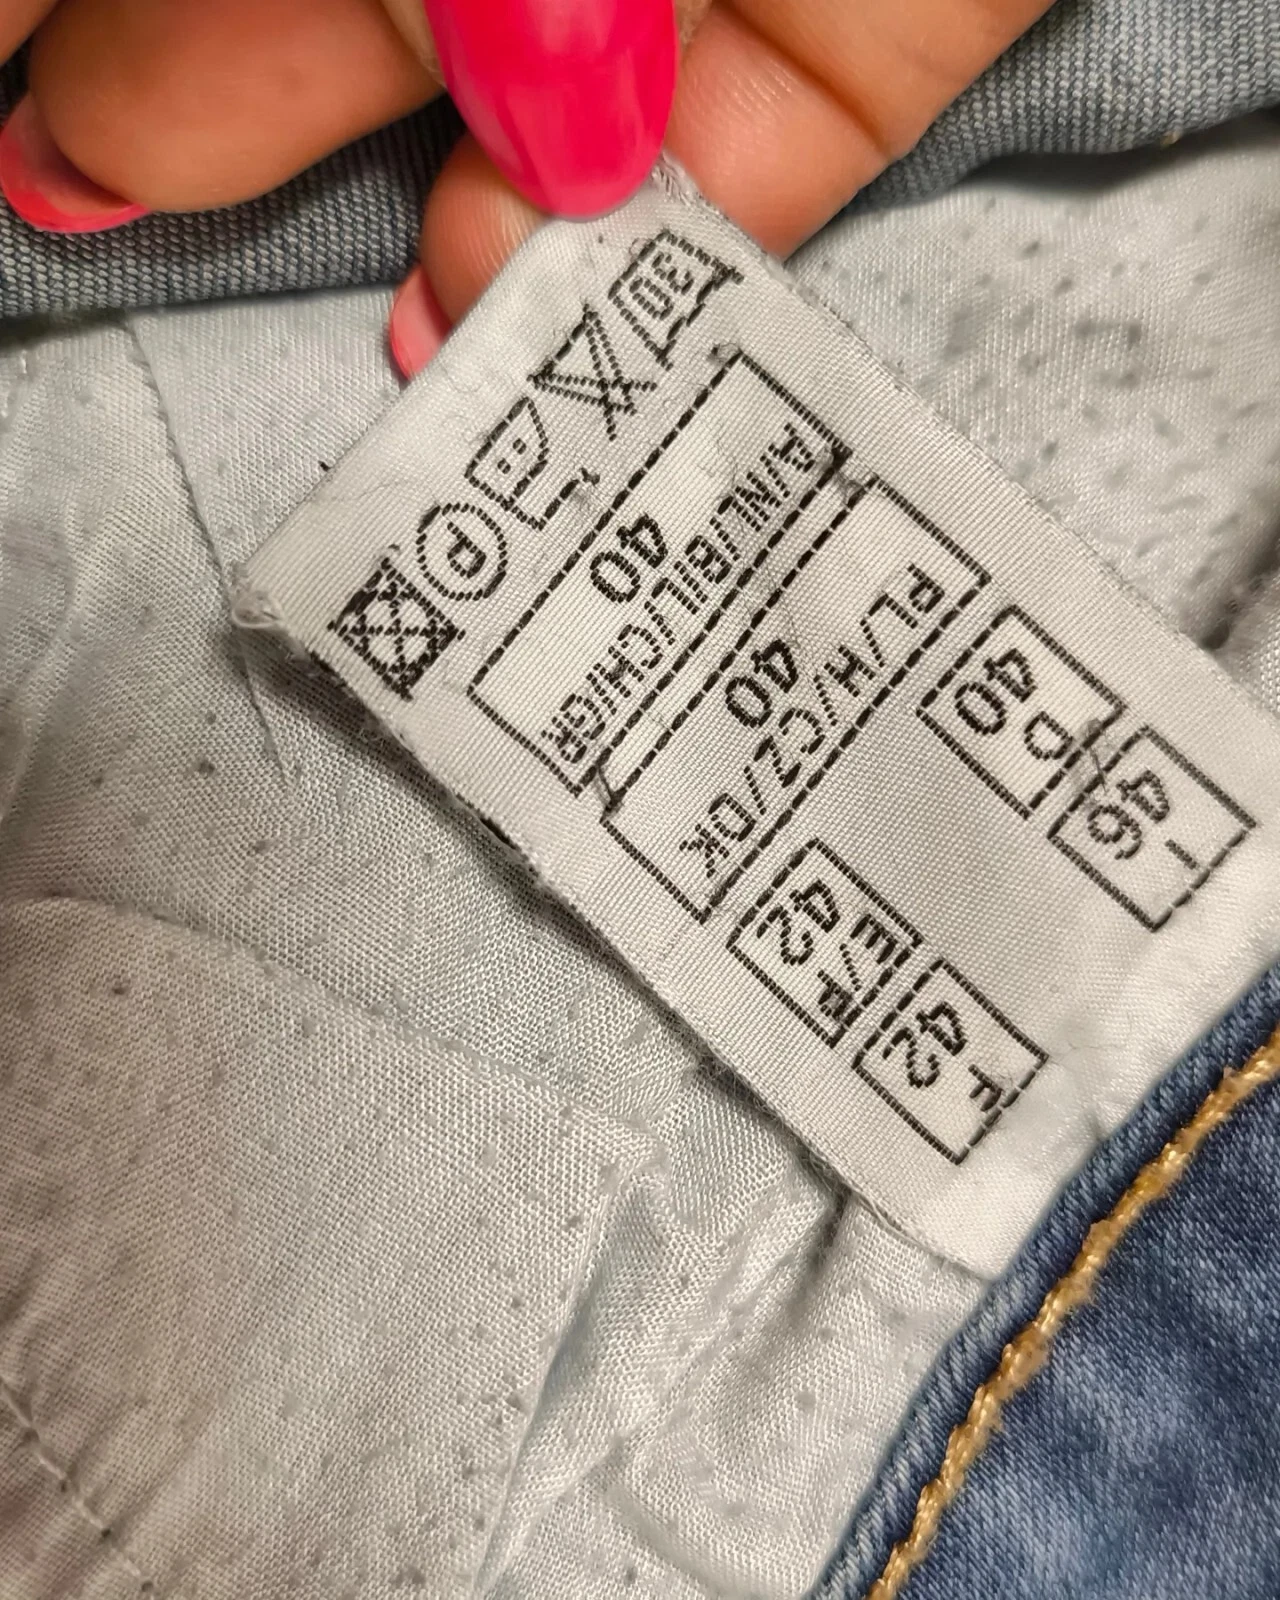 I F
46 42
D E/P
40 42
PL/H/CZ/DK
40
A/NL/B/L/CH/GR
40
30 P